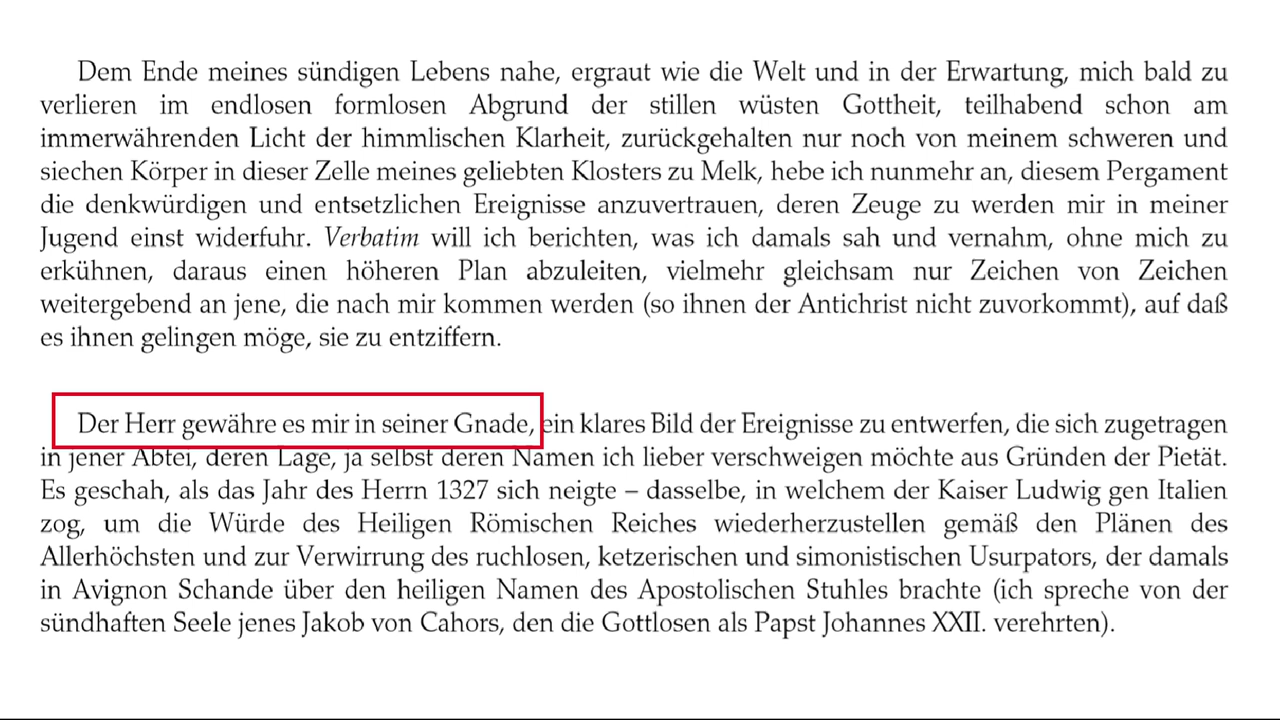 Dem Ende meines sündigen Lebens nahe, ergraut wie die Welt und in der Erwartung, mich bald zu
verlieren im endlosen formlosen Abgrund der stillen wüsten Gottheit, teilhabend schon am
immerwährenden Licht der himmlischen Klarheit, zurückgehalten nur noch von meinem schweren und
siechen Körper in dieser Zelle meines geliebten Klosters zu Melk, hebe ich nunmehr an, diesem Pergament
die denkwürdigen und entsetzlichen Ereignisse anzuvertrauen, deren Zeuge zu werden mir in meiner
Jugend einst widerfuhr. Verbatim will ich berichten, was ich damals sah und vernahm, ohne mich zu
erkühnen, daraus einen höheren Plan abzuleiten, vielmehr gleichsam nur Zeichen von Zeichen
weitergebend an jene, die nach mir kommen werden (so ihnen der Antichrist nicht zuvorkommt), auf daß
es ihnen gelingen möge, sie zu entziffern.
Der Herr gewähre es mir in seiner Gnade, ein klares Bild der Ereignisse zu entwerfen, die sich zugetragen
in jener Abtei, deren Lage, ja selbst deren Namen ich lieber verschweigen möchte aus Gründen der Pietät.
Es geschah, als das Jahr des Herrn 1327 sich neigte – dasselbe, in welchem der Kaiser Ludwig gen Italien
zog, um die Würde des Heiligen Römischen Reiches wiederherzustellen gemäß den Plänen des
Allerhöchsten und zur Verwirrung des ruchlosen, ketzerischen und simonistischen Usurpators, der damals
in Avignon Schande über den heiligen Namen des Apostolischen Stuhles brachte (ich spreche von der
sündhaften Seele jenes Jakob von Cahors, den die Gottlosen als Papst Johannes XXII. verehrten).